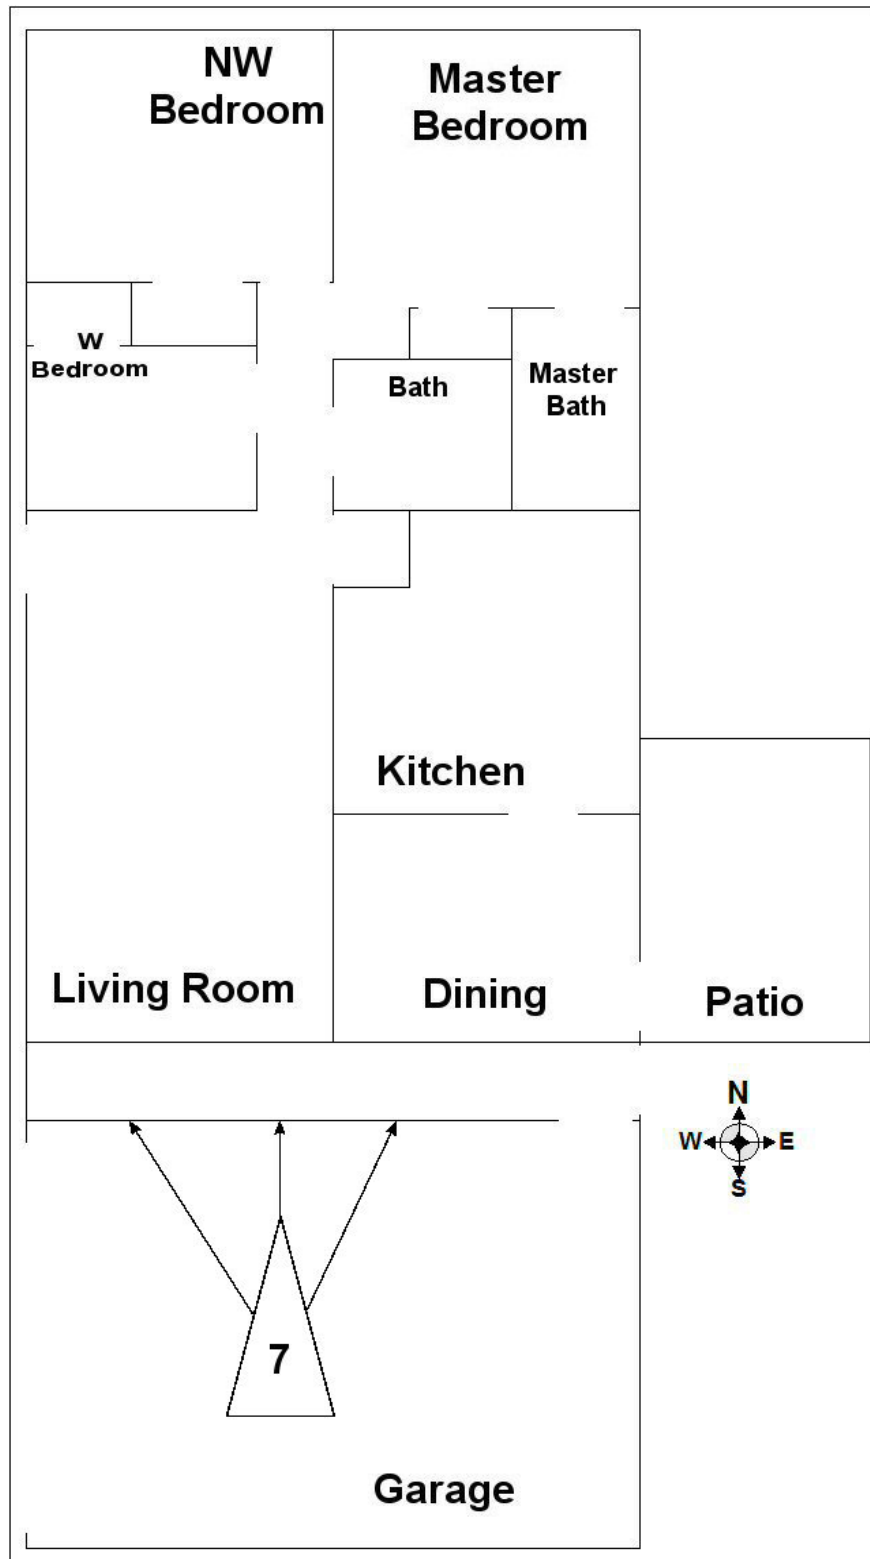 NW
Bedroom
Master
Bedroom
W
Bedroom
Bath
Master
Bath
Kitchen
Living Room
Dining
Patio
N
W E
S
7
Garage